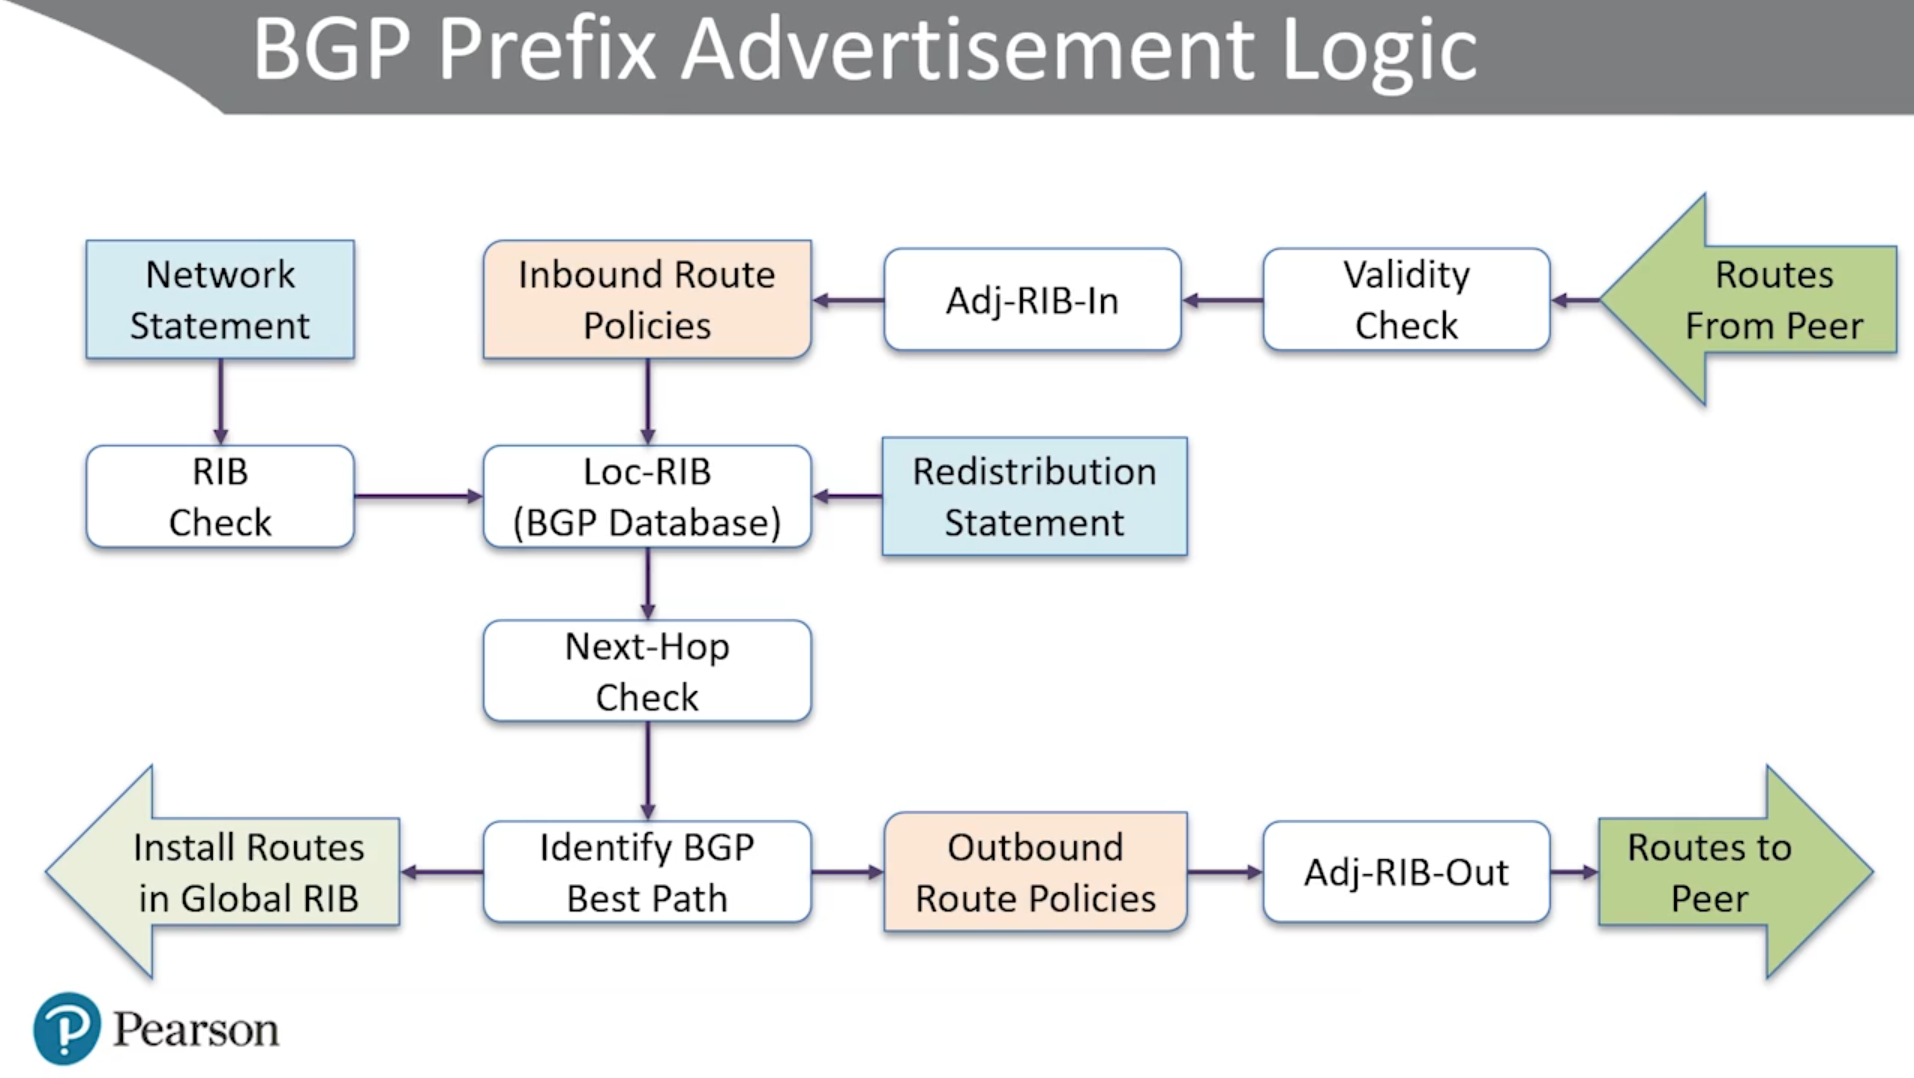 BGP Prefix Advertisement Logic
Network
Statement
Inbound Route
Policies
Adj-RIB-In
Validity
Check
Routes
From Peer
RIB
Check
Loc-RIB
(BGP Database)
Redistribution
Statement
Next-Hop
Check
Install Routes
in Global RIB
Identify BGP
Best Path
Outbound
Route Policies
Adj-RIB-Out
Routes to
Peer
Pearson